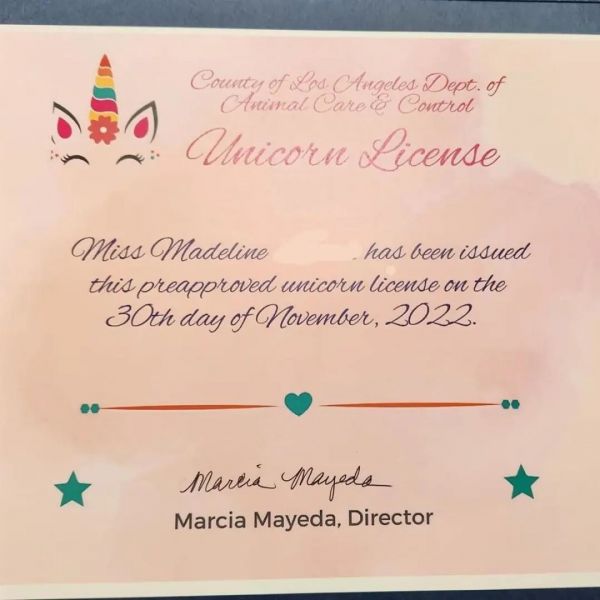 County of Los Angeles Dept. of
Animal Care & Control
Unicorn License
Miss Madeline has been issued
this preapproved unicorn license on the
30th day of November, 2022.
Marcia Mayeda
Marcia Mayeda, Director